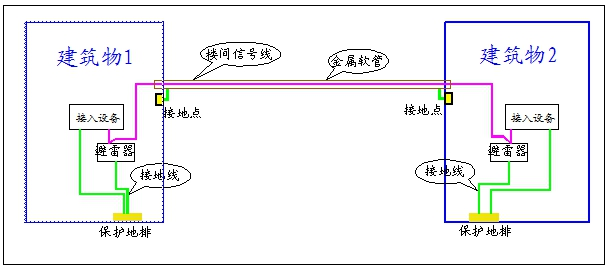 建筑物1
楼间信号线
金属软管
建筑物2
接地点
接地点
接入设备
接入设备
避雷器
避雷器
接地线
接地线
保护地排
保护地排